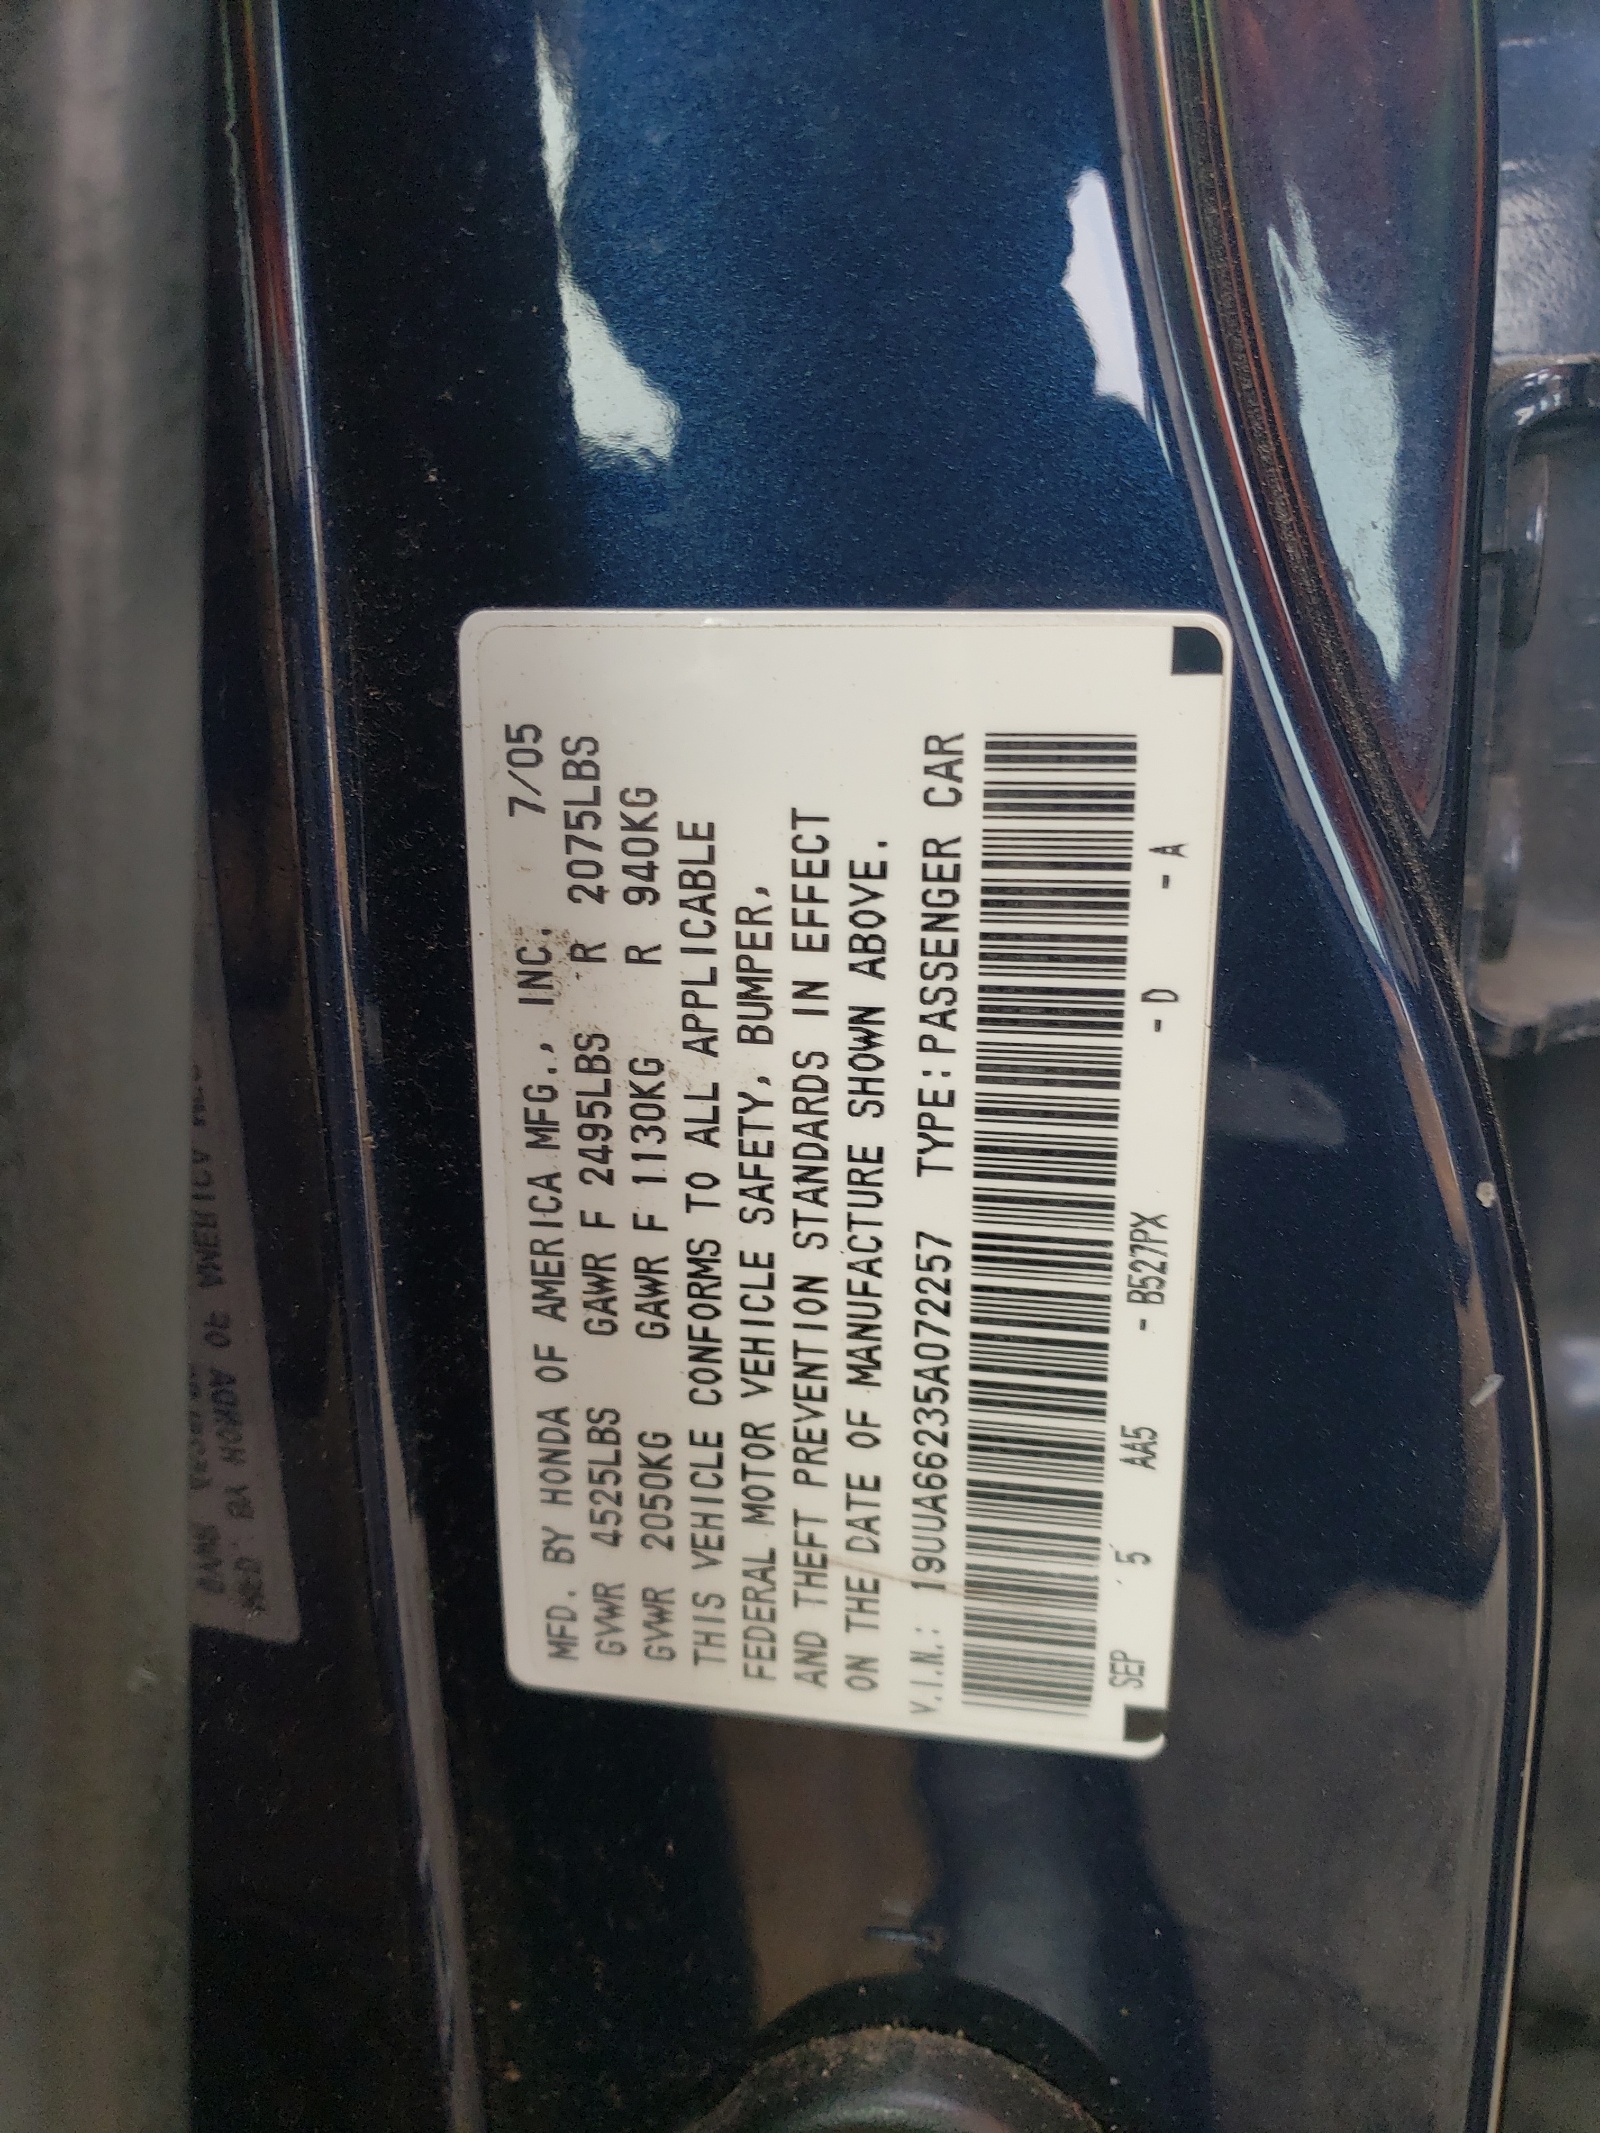 MFD. BY HONDA OF AMERICA MFG., INC. 7/05
GVWR 4525LBS GAWR F 2495LBS R 2075LBS
GVWR 2050KG GAWR F 1130KG R 940KG
THIS VEHICLE CONFORMS TO ALL APPLICABLE
FEDERAL MOTOR VEHICLE SAFETY, BUMPER,
AND THEFT PREVENTION STANDARDS IN EFFECT
ON THE DATE OF MANUFACTURE SHOWN ABOVE.
V.I.N.: 19UUA66235A072257 TYPE:PASSENGER CAR
SEP 5 AA5 - B527PX - D - A